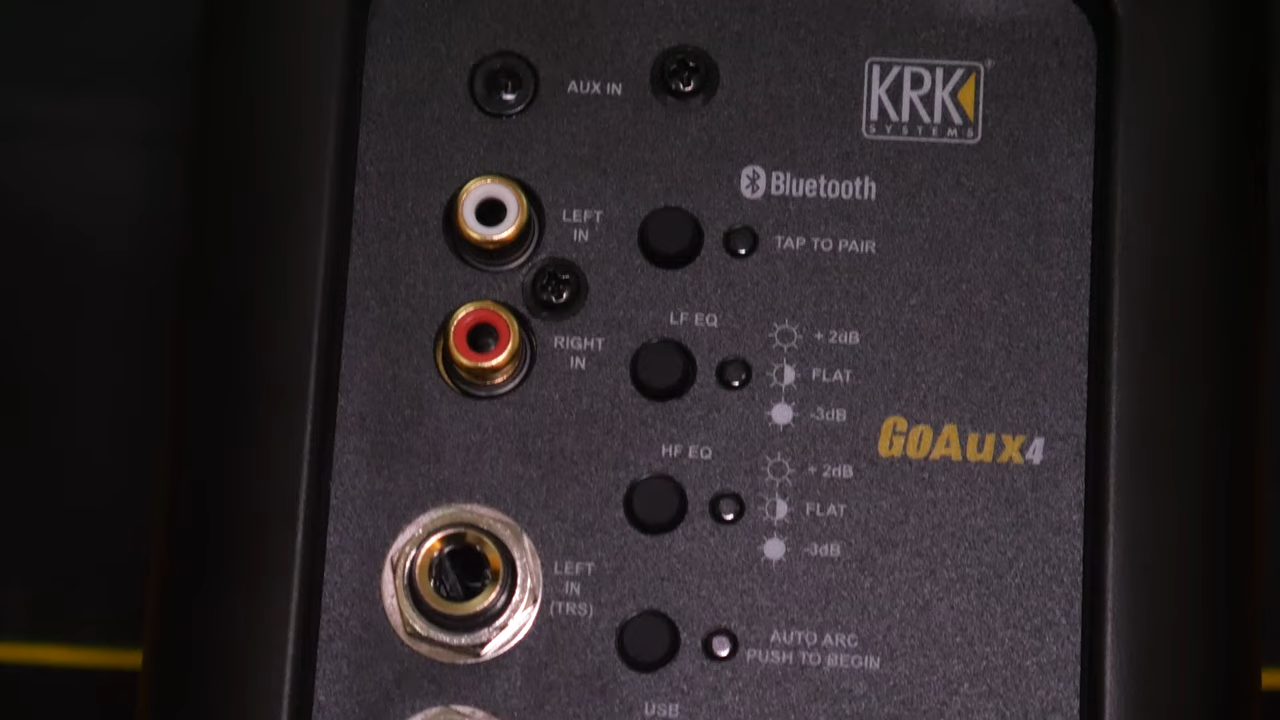 AUX IN
KRK
SYSTEMS
Bluetooth
LEFT
IN
TAP TO PAIR
LF EQ
+ 2dB
RIGHT
IN
FLAT
-3dB
GoAux4
HF EQ
+ 2dB
FLAT
-3dB
LEFT
IN
(TRS)
AUTO ARC
PUSH TO BEGIN
USB